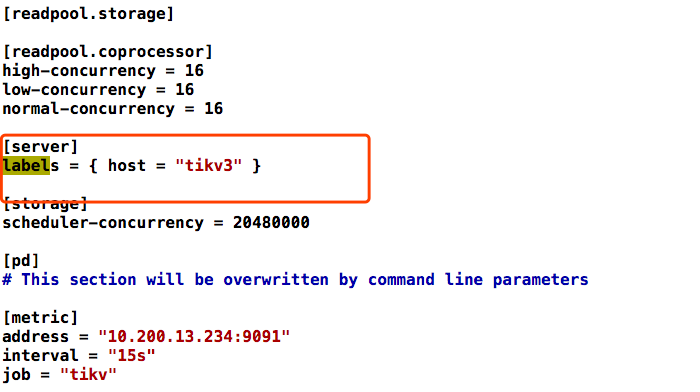 [readpool.storage]
[readpool.coprocessor]
high-concurrency = 16
low-concurrency = 16
normal-concurrency = 16
[server]
labels = { host = "tikv3" }
[storage]
scheduler-concurrency = 20480000
[pd]
# This section will be overwritten by command line parameters
[metric]
address = "10.200.13.234:9091"
interval = "15s"
job = "tikv"